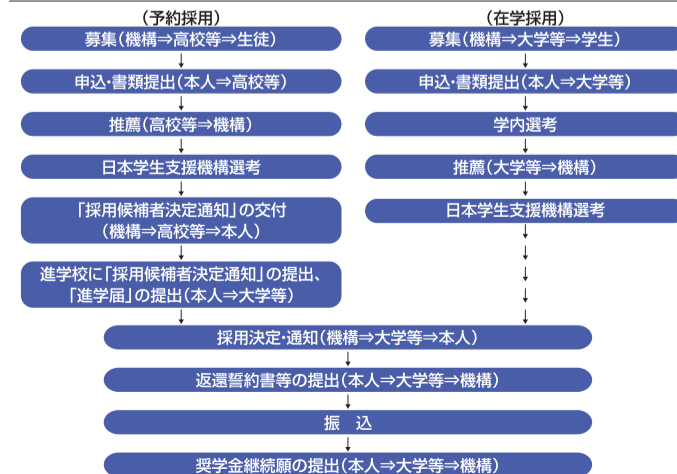 (予約採用)
募集(機構⇒高校等⇒生徒)
申込・書類提出(本人⇒高校等)
推薦(高校等⇒機構)
日本学生支援機構選考
「採用候補者決定通知」の交付
(機構⇒高校等⇒本人)
進学校に「採用候補者決定通知」の提出、
「進学届」の提出(本人⇒大学等)
(在学採用)
募集(機構⇒大学等⇒学生)
申込・書類提出(本人⇒大学等)
学内選考
推薦(大学等⇒機構)
日本学生支援機構選考
採用決定・通知(機構⇒大学等⇒本人)
返還誓約書等の提出(本人⇒大学等⇒機構)
振 込
奨学金継続願の提出(本人⇒大学等⇒機構)